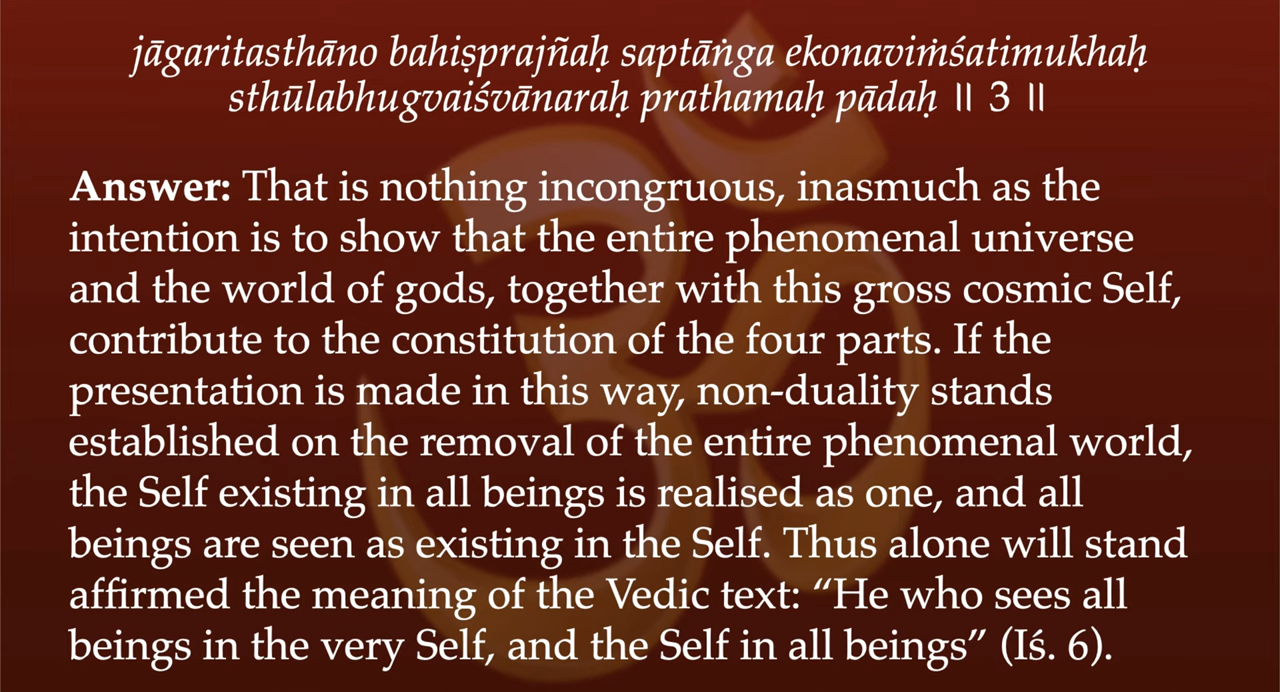 jāgaritasthāno bahiṣprajñaḥ saptāṅga ekonaviṁśatimukhaḥ
sthūlabhugvaiśvānaraḥ prathamaḥ pādaḥ ॥ 3 ॥
Answer: That is nothing incongruous, inasmuch as the
intention is to show that the entire phenomenal universe
and the world of gods, together with this gross cosmic Self,
contribute to the constitution of the four parts. If the
presentation is made in this way, non-duality stands
established on the removal of the entire phenomenal world,
the Self existing in all beings is realised as one, and all
beings are seen as existing in the Self. Thus alone will stand
affirmed the meaning of the Vedic text: “He who sees all
beings in the very Self, and the Self in all beings” (Iś. 6).